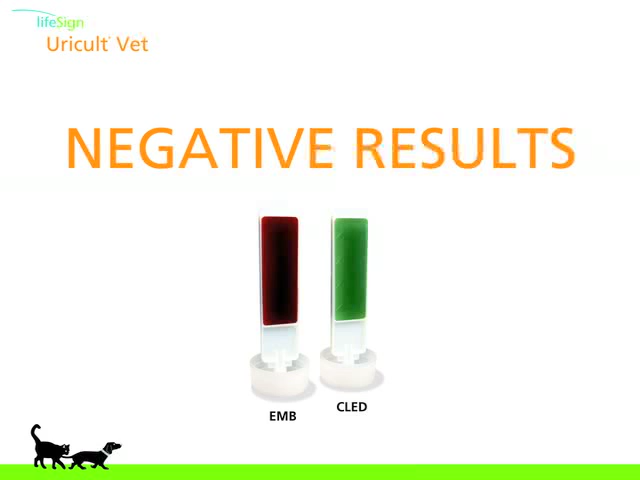 lifeSign
Uricult® Vet
NEGATIVE RESULTS
EMB
CLED